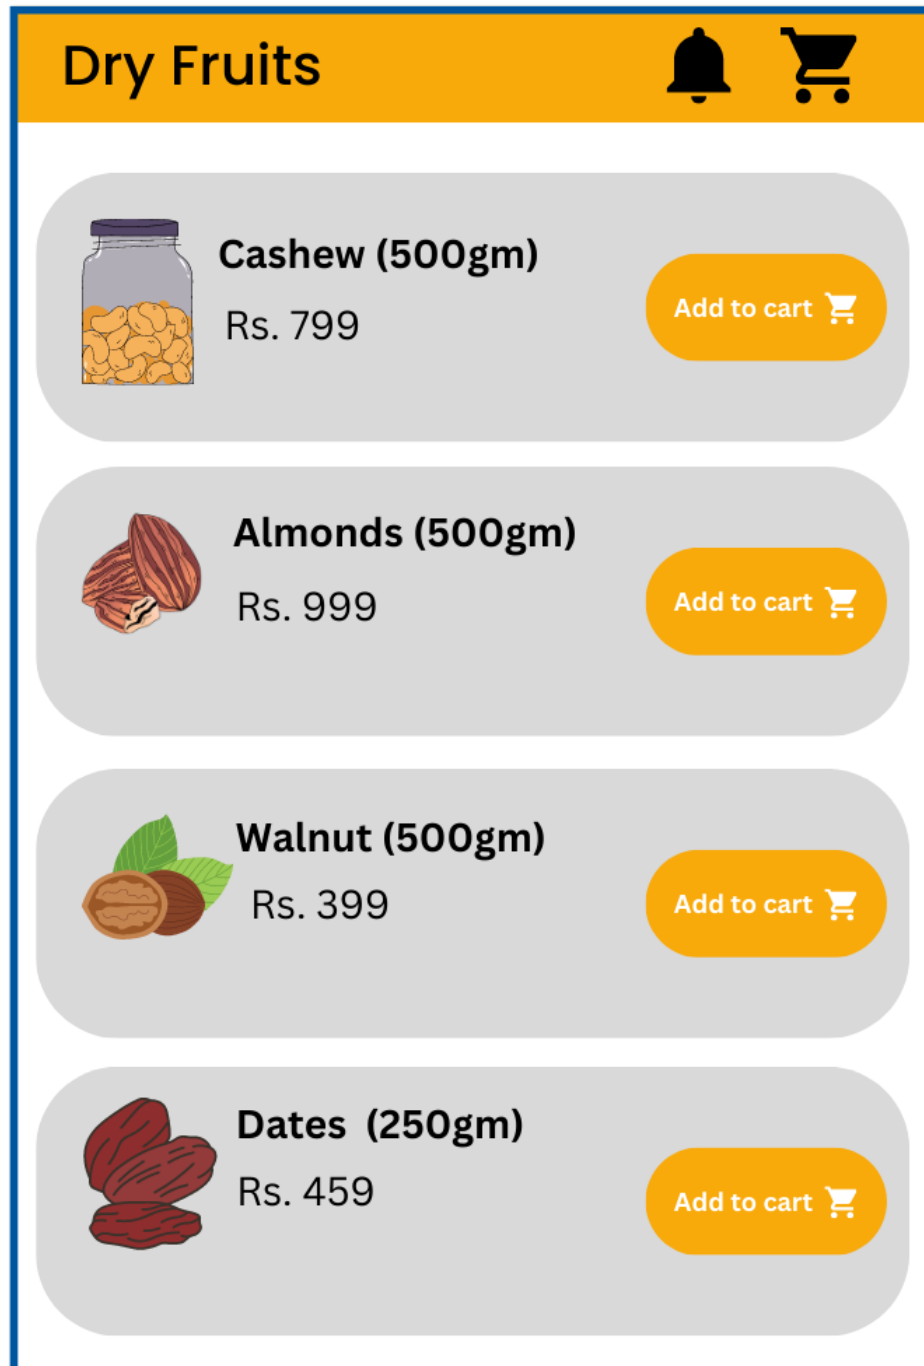 Dry Fruits
Cashew (500gm)
Rs. 799
Add to cart
Almonds (500gm)
Rs. 999
Add to cart
Walnut (500gm)
Rs. 399
Add to cart
Dates (250gm)
Rs. 459
Add to cart